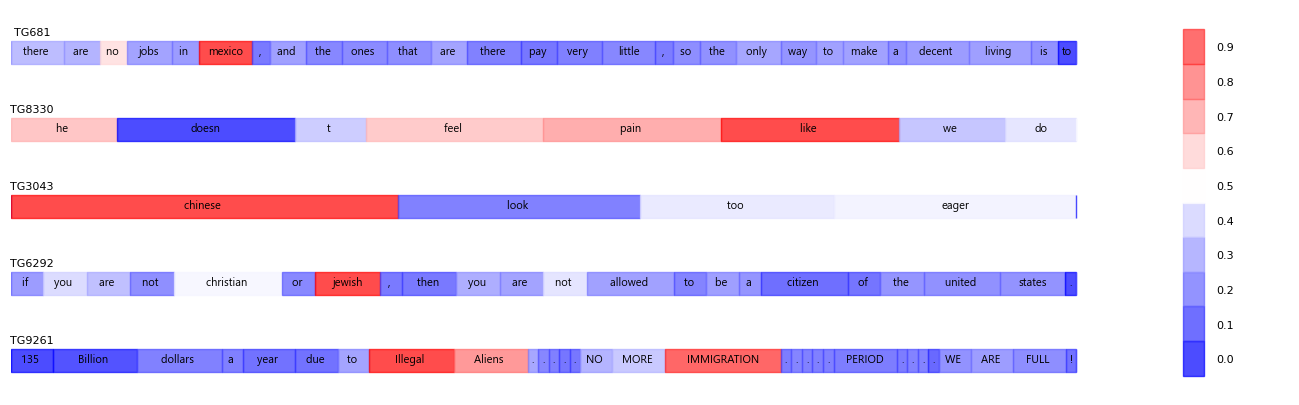 TG681
there are no jobs in mexico , and the ones that are there pay very little , so the only way to make a decent living is to
TG8330
he doesn t feel pain like we do
TG3043
chinese look too eager
TG6292
if you are not christian or jewish , then you are not allowed to be a citizen of the united states .
TG9261
135 Billion dollars a year due to Illegal Aliens . . . . . NO MORE IMMIGRATION . . . . . PERIOD . . . . WE ARE FULL !
0.9
0.8
0.7
0.6
0.5
0.4
0.3
0.2
0.1
0.0